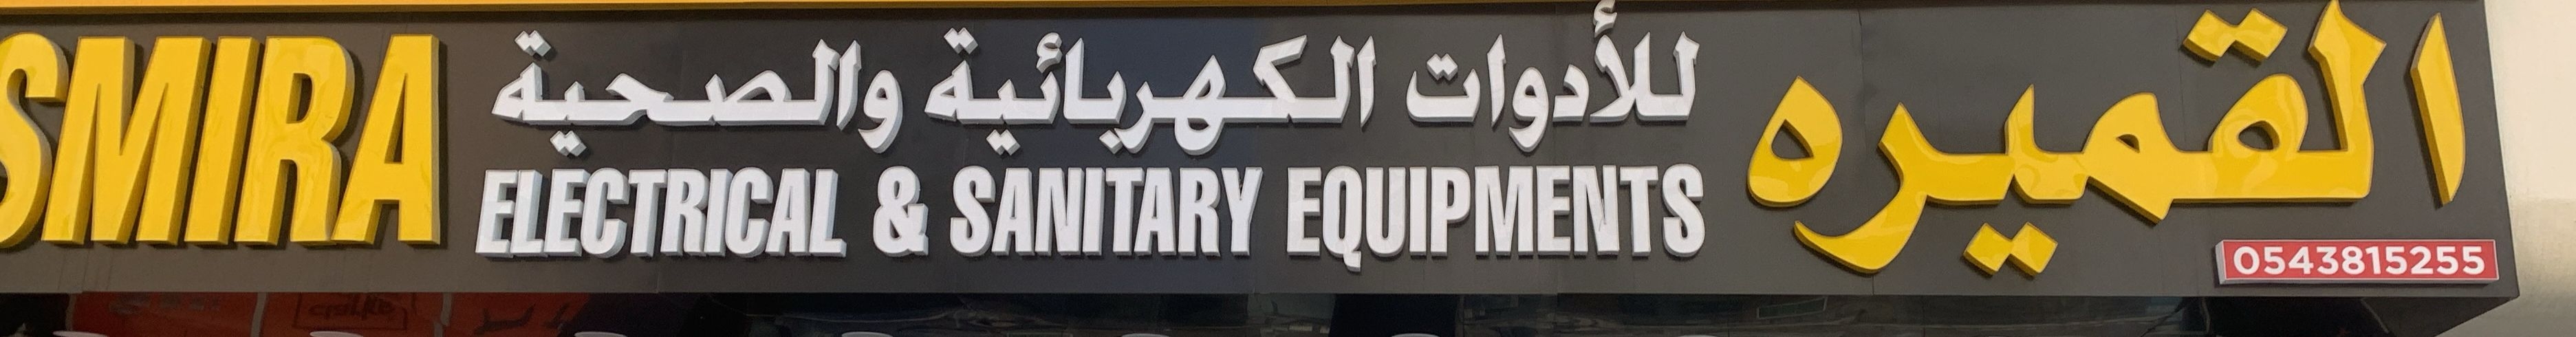 القميره
للأدوات الكهربائية والصحية
SMIRA
ELECTRICAL & SANITARY EQUIPMENTS
0543815255